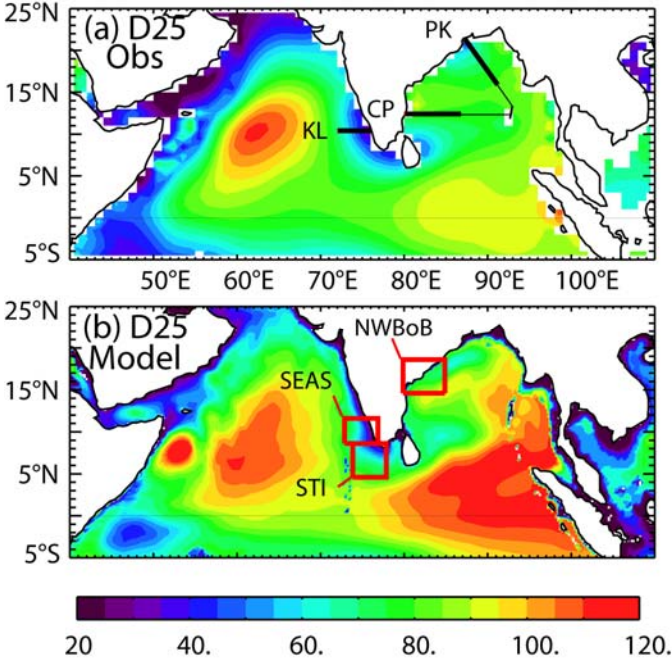 25°N
(a) D25
Obs
PK
15°N
CP
KL
5°N
5°S
50°E 60°E 70°E 80°E 90°E 100°E
25°N
(b) D25
Model
NWBoB
15°N
SEAS
5°N
STI
5°S
20 40. 60. 80. 100. 120.